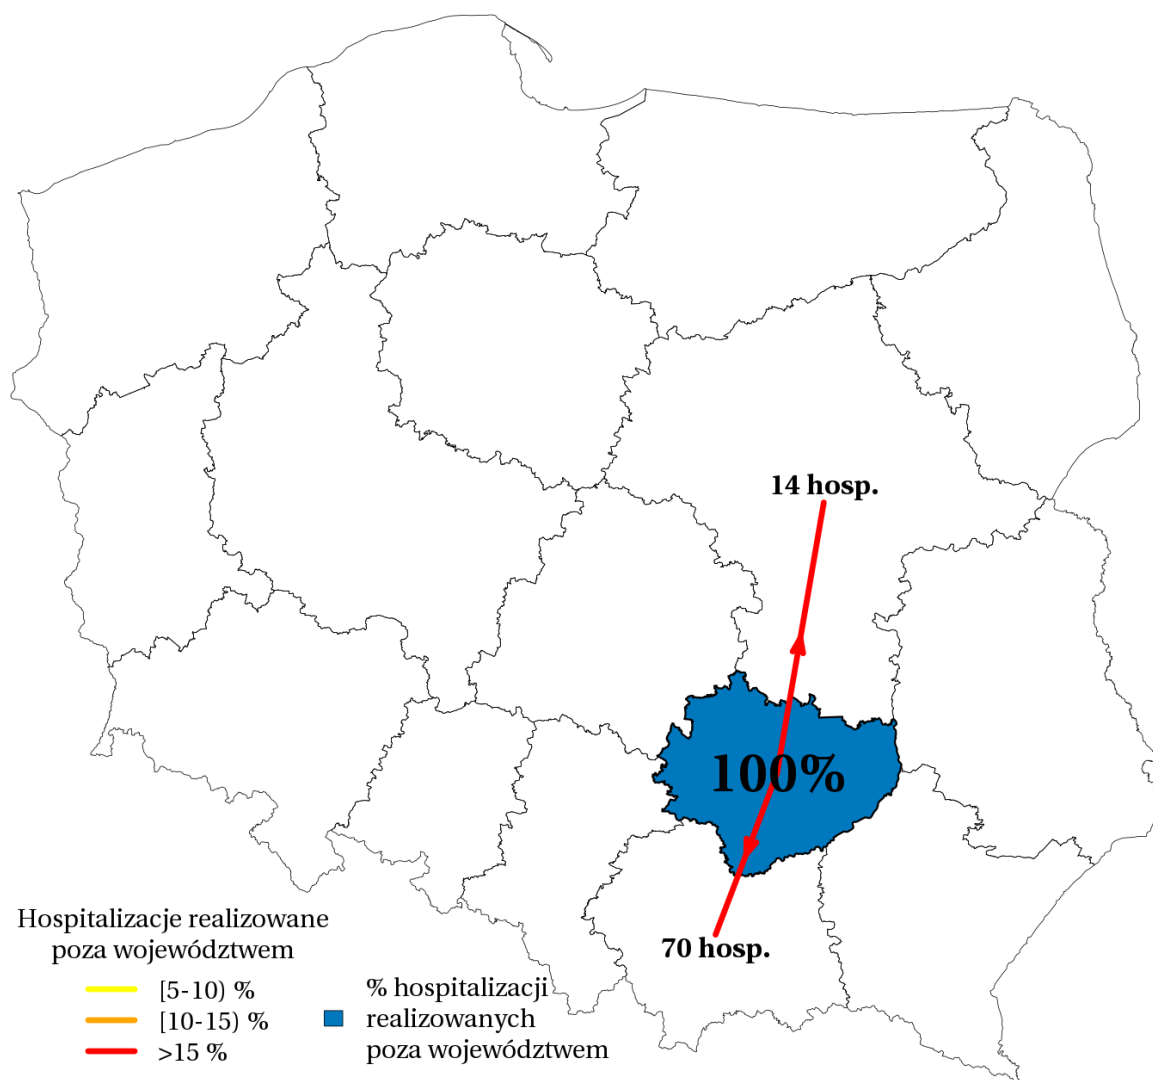 14 hosp.
100%
70 hosp.
Hospitalizacje realizowane
poza województwem
[5-10) %
[10-15) %
>15 %
% hospitalizacji
realizowanych
poza województwem